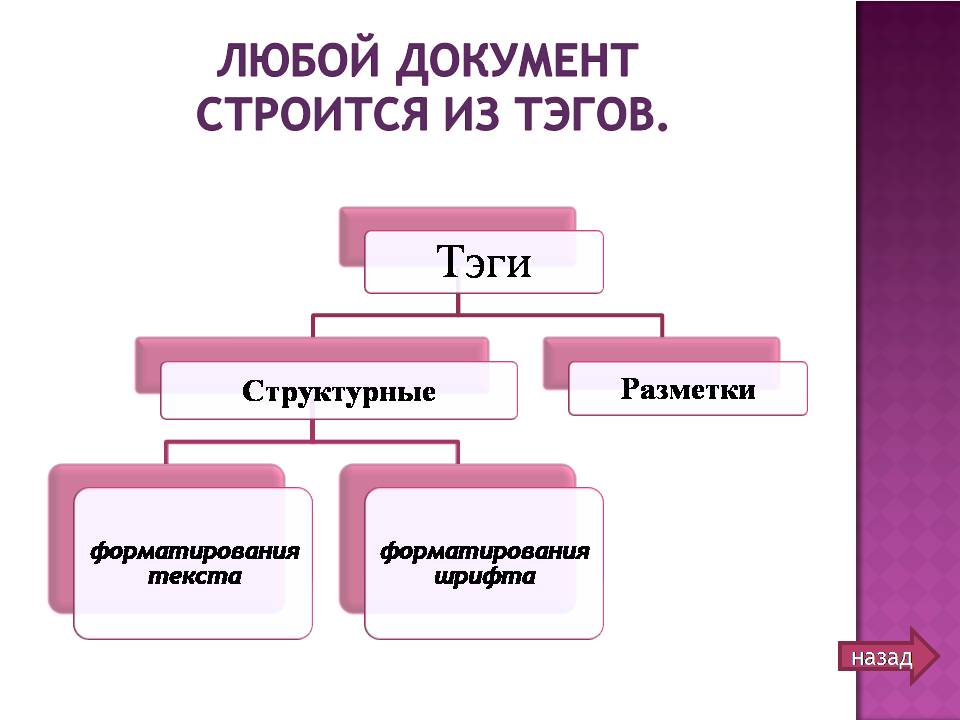 ЛЮБОЙ ДОКУМЕНТ
СТРОИТСЯ ИЗ ТЭГОВ.
Тэги
Структурные
Разметки
форматирования
текста
форматирования
шрифта
назад